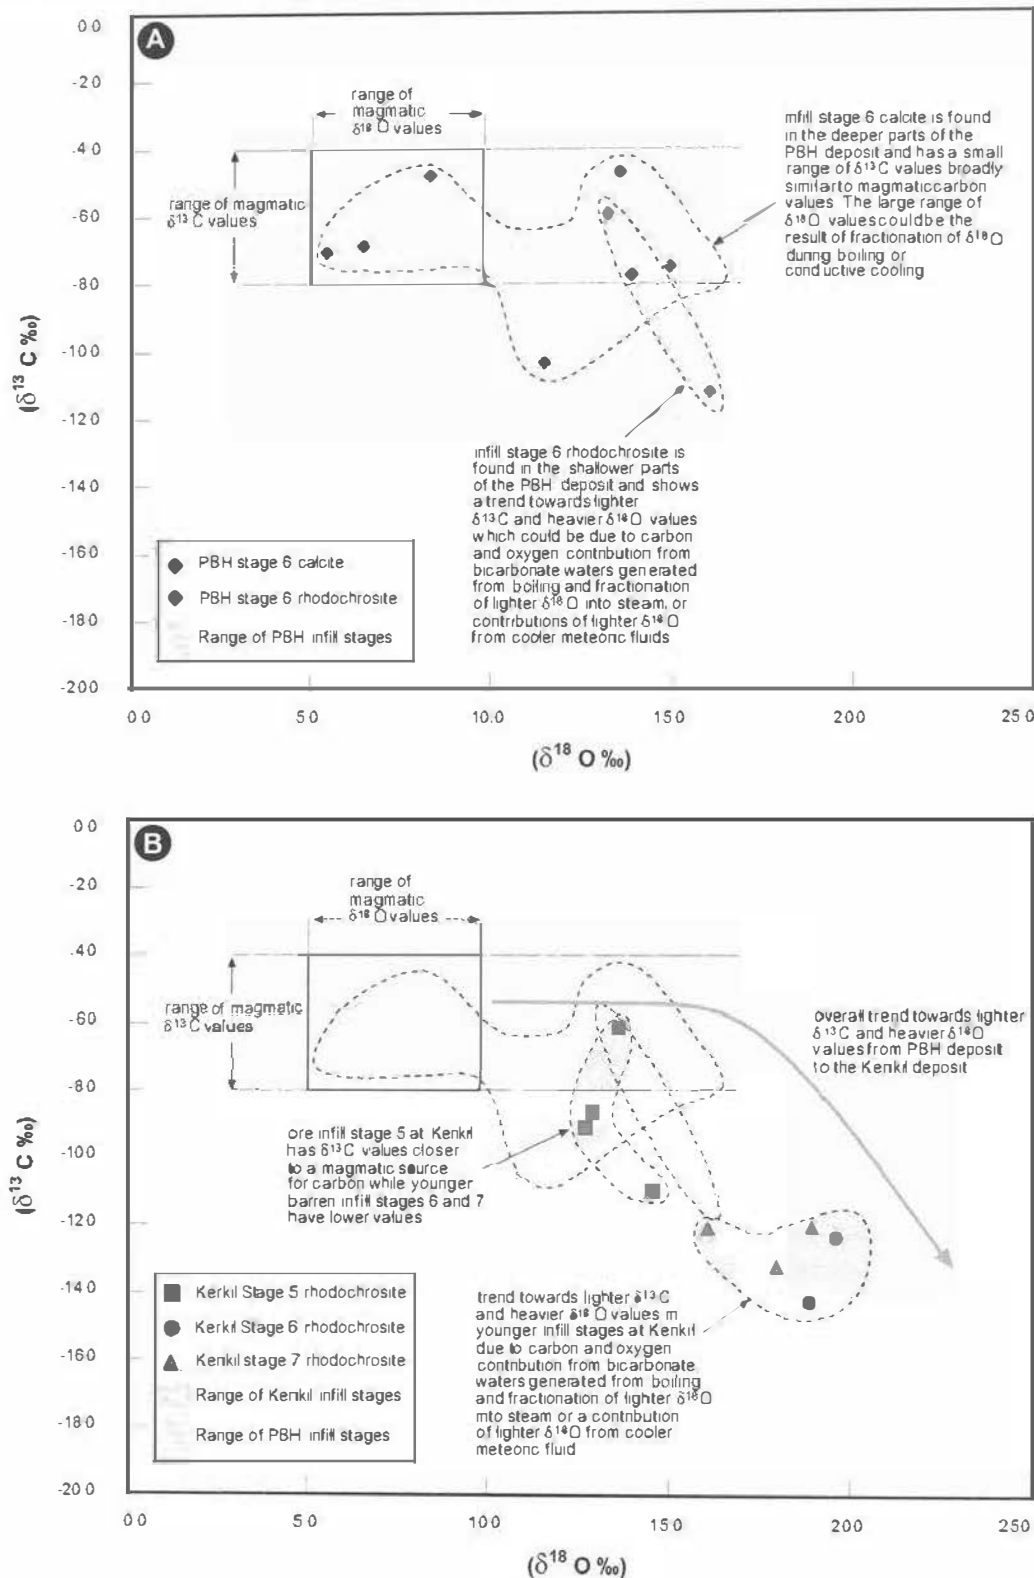 A
0.0
-2.0
-4.0
-6.0
-8.0
-10.0
-12.0
-14.0
-16.0
-18.0
-20.0
(δ¹³ C ‰)
range of
magmatic
δ¹⁸O values
range of magmatic
δ¹³C values
infill stage 6 calcite is found
in the deeper parts of the
PBH deposit and has a small
range of δ¹³C values broadly
similar to magmatic carbon
values. The large range of
δ¹⁸O values could be the
result of fractionation of δ¹⁸O
during boiling or
conductive cooling
infill stage 6 rhodochrosite is
found in the shallower parts
of the PBH deposit and shows
a trend towards lighter
δ¹³C and heavier δ¹⁸O values
which could be due to carbon
and oxygen contribution from
bicarbonate waters generated
from boiling and fractionation
of lighter δ¹⁸O into steam, or
contributions of lighter δ¹⁸O
from cooler meteoric fluids
PBH stage 6 calcite
PBH stage 6 rhodochrosite
Range of PBH infill stages
0.0 5.0 10.0 15.0 20.0 25.0
(δ¹⁸ O ‰)
B
0.0
-2.0
-4.0
-6.0
-8.0
-10.0
-12.0
-14.0
-16.0
-18.0
-20.0
(δ¹³ C ‰)
range of
magmatic
δ¹⁸O values
range of magmatic
δ¹³C values
overall trend towards lighter
δ¹³C and heavier δ¹⁸O
values from PBH deposit
to the Kerikil deposit
ore infill stage 5 at Kerikil
has δ¹³C values closer
to a magmatic source
for carbon while younger
barren infill stages 6 and 7
have lower values
trend towards lighter δ¹³C
and heavier δ¹⁸O values in
younger infill stages at Kerikil
due to carbon and oxygen
contribution from bicarbonate
waters generated from boiling
and fractionation of lighter δ¹⁸O
into steam or a contribution
of lighter δ¹⁸O from cooler
meteoric fluid
Kerikil Stage 5 rhodochrosite
Kerikil Stage 6 rhodochrosite
Kerikil stage 7 rhodochrosite
Range of Kerikil infill stages
Range of PBH infill stages
0.0 5.0 10.0 15.0 20.0 25.0
(δ¹⁸ O ‰)